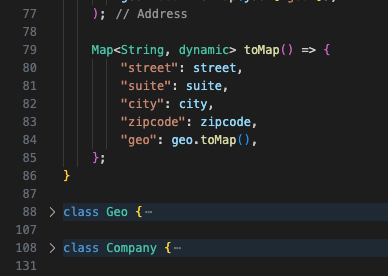 77 ); // Address
78
79 Map<String, dynamic> toMap() => {
80 "street": street,
81 "suite": suite,
82 "city": city,
83 "zipcode": zipcode,
84 "geo": geo.toMap(),
85 };
86 }
87
88 class Geo {⋯
107
108 class Company {⋯
131